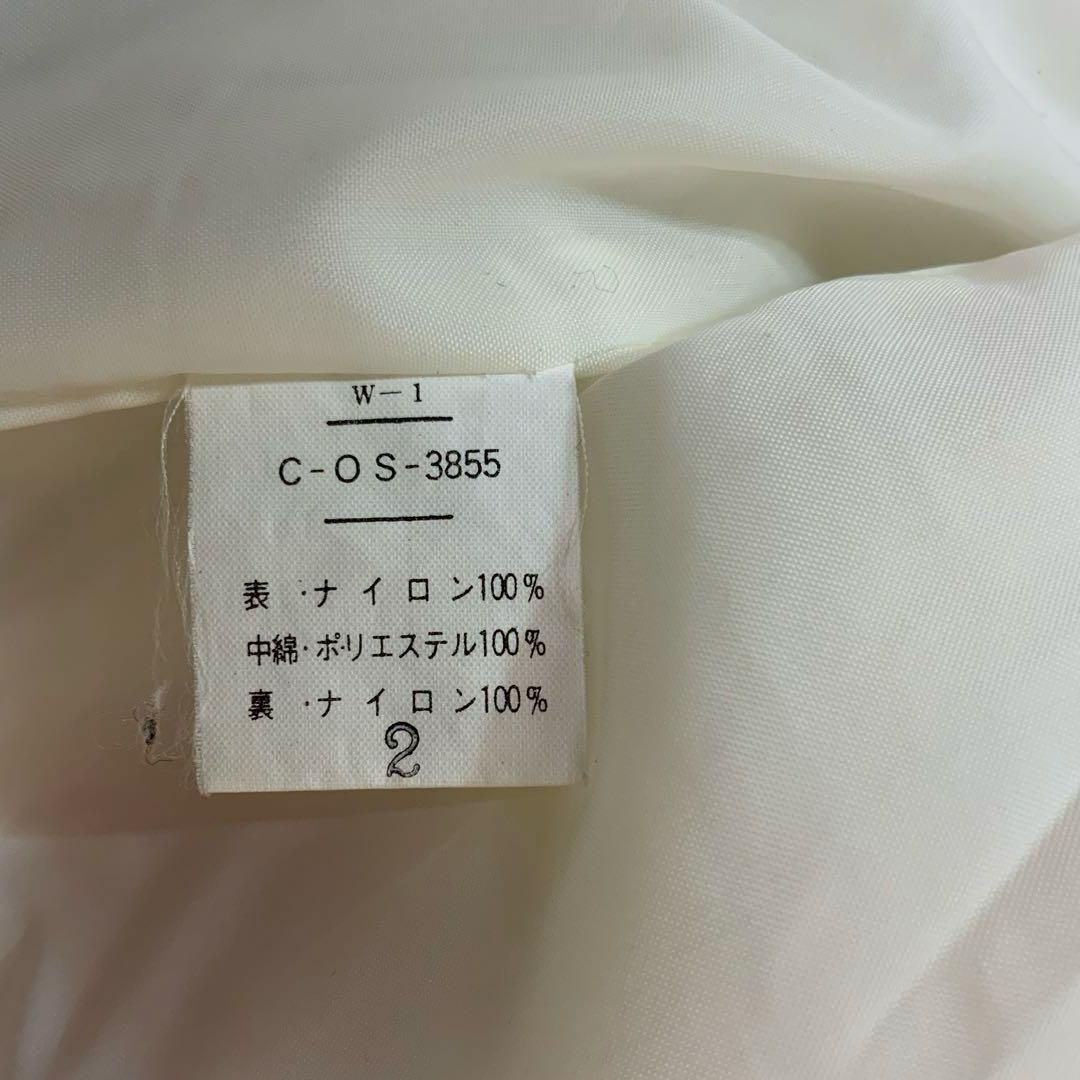 W-1
C-OS-3855
表・ナイロン100%
中綿・ポリエステル100%
裏・ナイロン100%
2